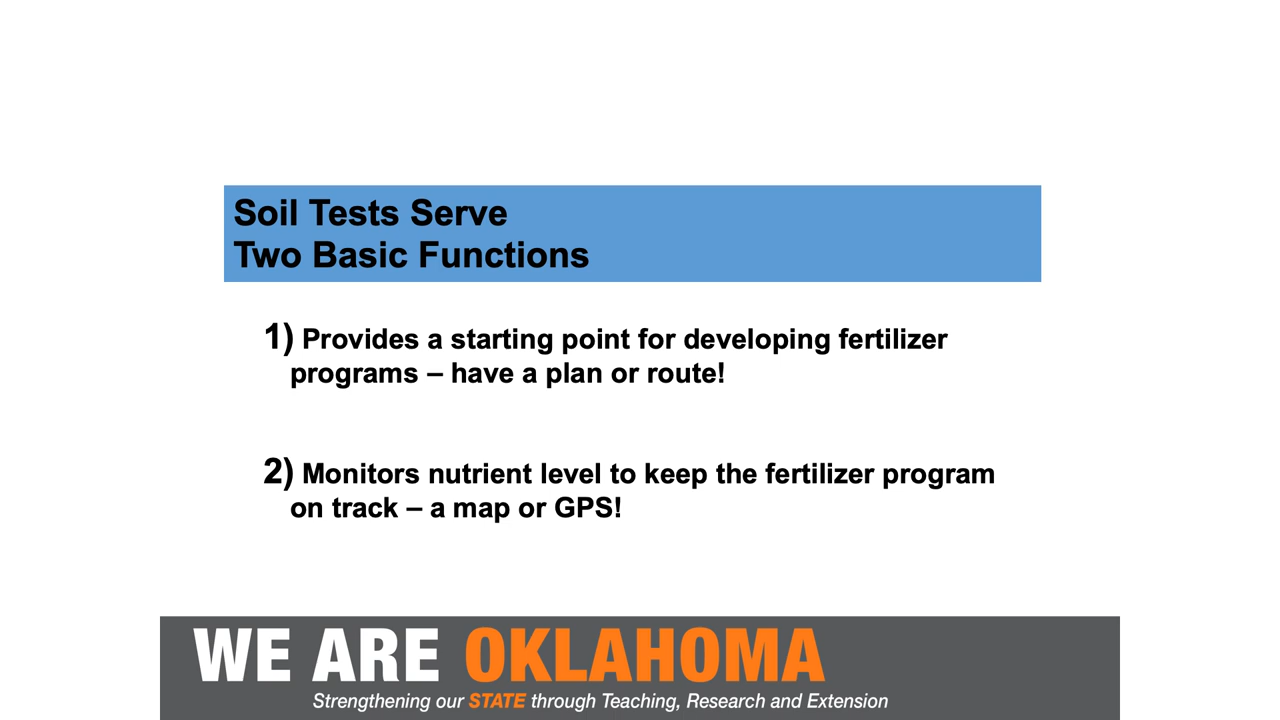 Soil Tests Serve
Two Basic Functions
1) Provides a starting point for developing fertilizer
programs – have a plan or route!
2) Monitors nutrient level to keep the fertilizer program
on track – a map or GPS!
WE ARE OKLAHOMA
Strengthening our STATE through Teaching, Research and Extension